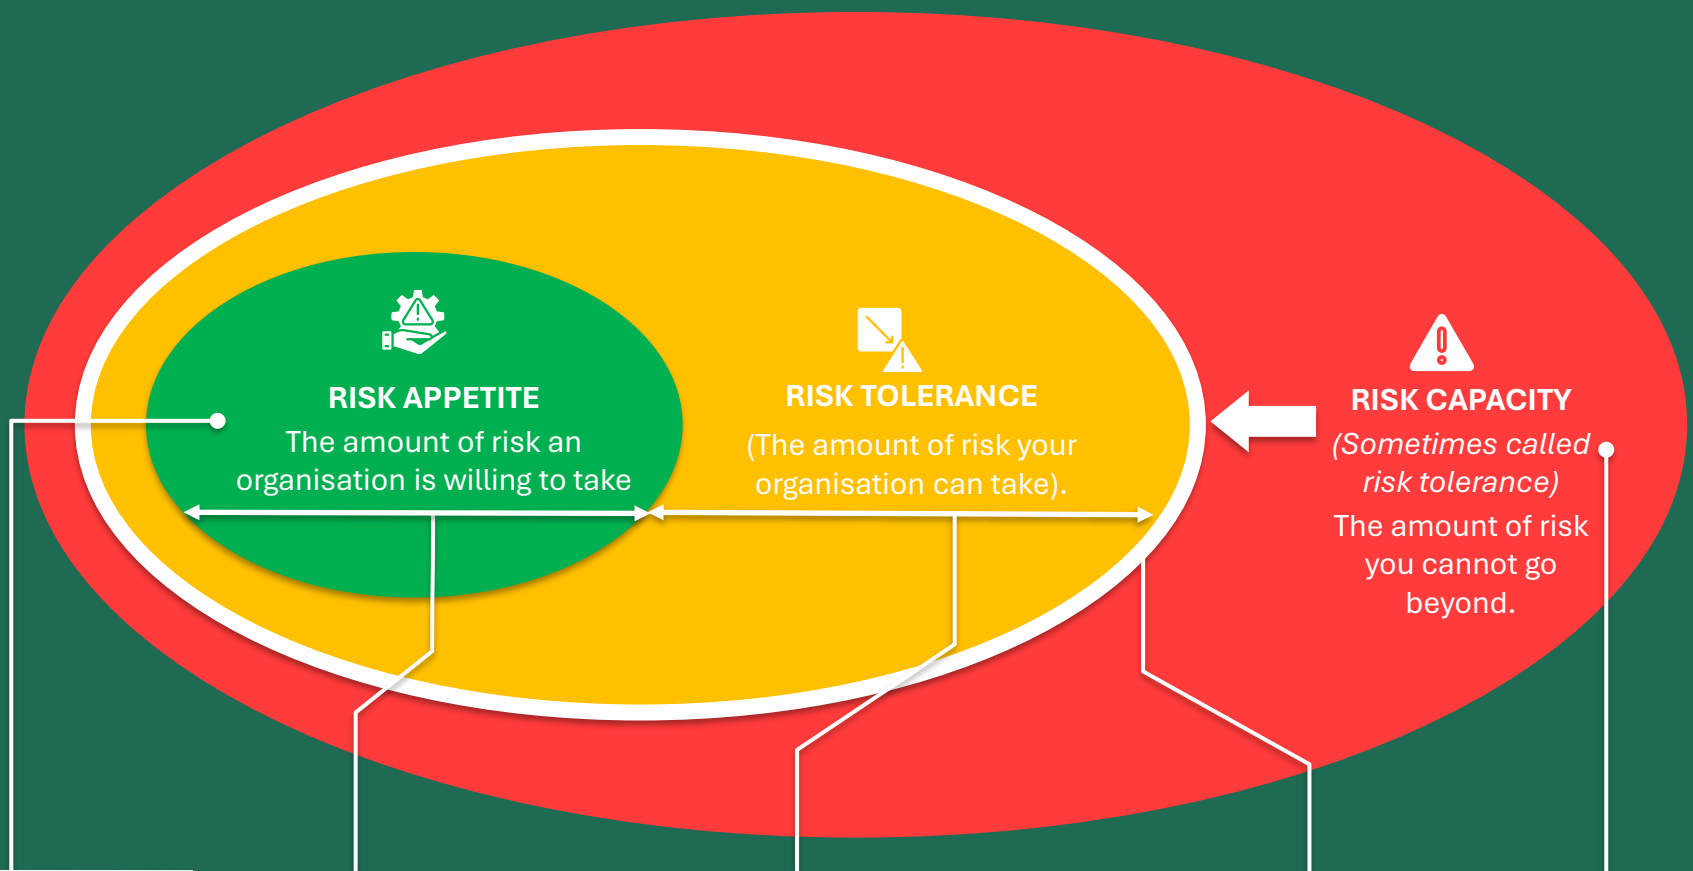 RISK APPETITE
The amount of risk an
organisation is willing to take
RISK TOLERANCE
(The amount of risk your
organisation can take).
RISK CAPACITY
(Sometimes called
risk tolerance)
The amount of risk
you cannot go
beyond.